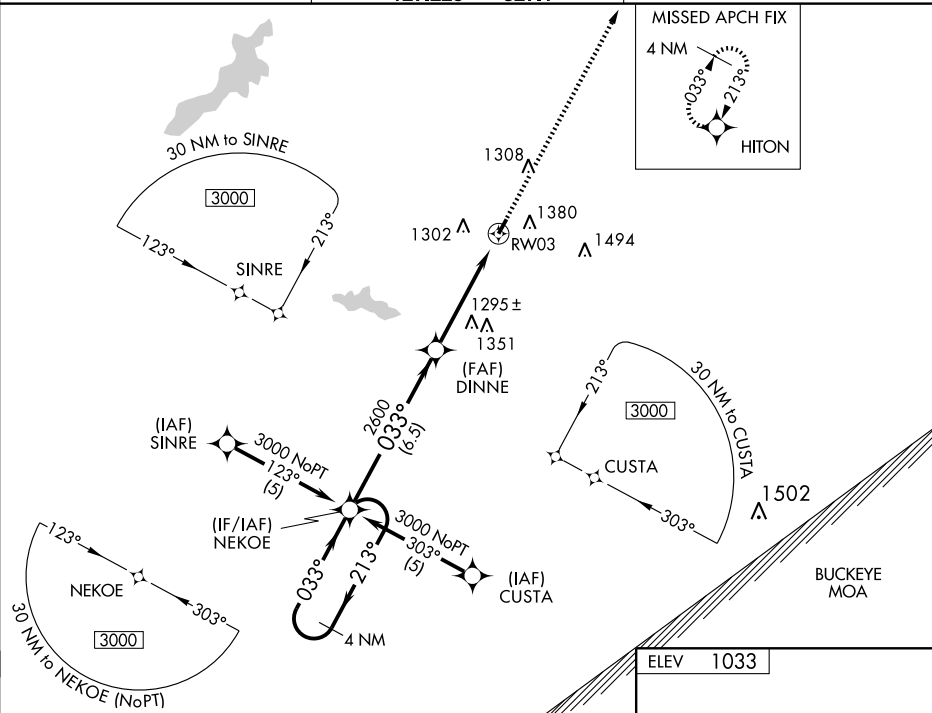 MISSED APCH FIX
4 NM
033°
213°
HITON
30 NM to SINRE
3000
123°
213°
SINRE
1308
1302
1380
RW03
1494
1295±
1351
(FAF)
DINNE
2600
033°
(6.5)
(IAF)
SINRE
3000 NoPT
123°
(5)
(IF/IAF)
NEKOE
033°
213°
4 NM
3000 NoPT
303°
(5)
(IAF)
CUSTA
213°
30 NM to CUSTA
3000
CUSTA
303°
1502
BUCKEYE
MOA
123°
NEKOE
303°
3000
30 NM to NEKOE (NoPT)
ELEV 1033